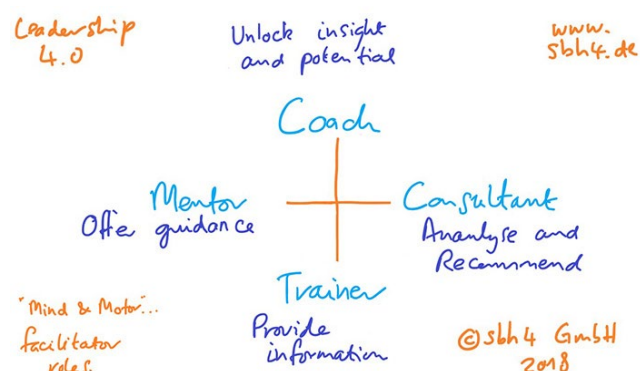 Leadership
4.0
Unlock insight
and potential
www.
sbh4.de
Coach
Mentor
Offer guidance
Consultant
Ananlyse and
Recommend
Trainer
Provide
information
"Mind & Motor"...
facilitator
roles
©sbh4 GmbH
2018